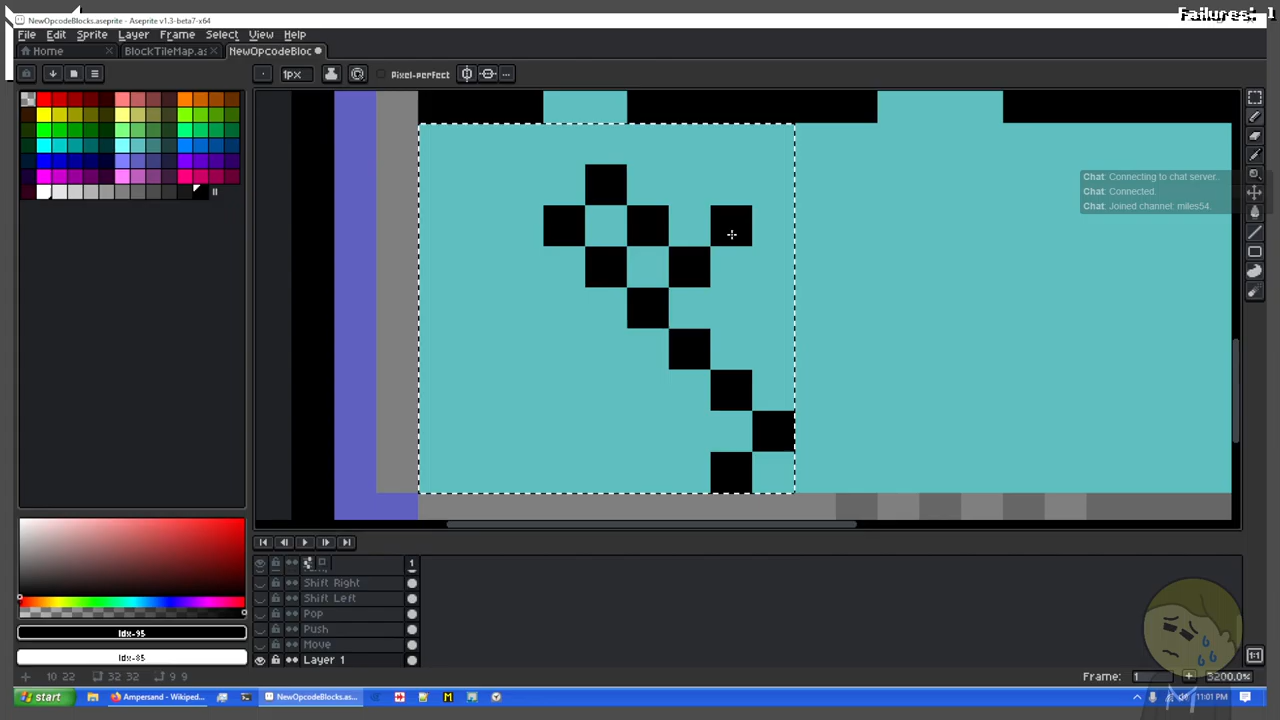 Failures: 1
NewOpcodeBlocks.aseprite - Aseprite v1.3-beta7-x64
File Edit Sprite Layer Frame Select View Help
Home BlockTileMap.as NewOpcodeBloc
1px Pixel-perfect
Chat: Connecting to chat server..
Chat: Connected.
Chat: Joined channel: miles54.
1
Shift Right
Shift Left
Pop
Push
Move
Layer 1
Idx-95
Idx-85
1:1
10 22 32 32 9 9 Frame: 1 3200.0%
start Ampersand - Wikiped... NewOpcodeBlocks.as... 11:01 PM